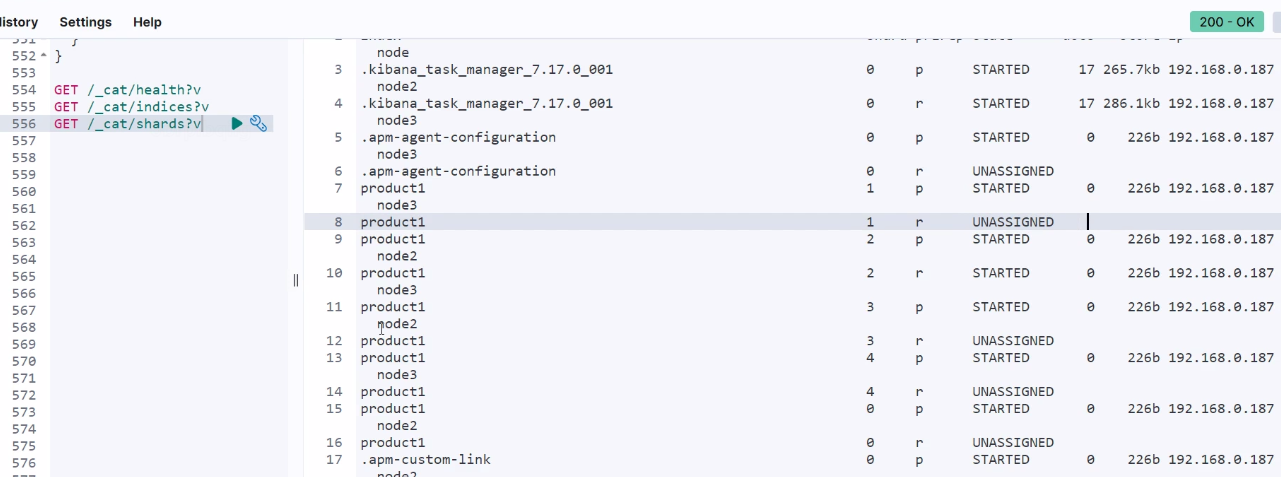 History Settings Help 200 - OK
551 }
552 }
553
554 GET /_cat/health?v
555 GET /_cat/indices?v
556 GET /_cat/shards?v
557
558
559
560
561
562
563
564
565
566
567
568
569
570
571
572
573
574
575
576
node
3 .kibana_task_manager_7.17.0_001 0 p STARTED 17 265.7kb 192.168.0.187
node2
4 .kibana_task_manager_7.17.0_001 0 r STARTED 17 286.1kb 192.168.0.187
node3
5 .apm-agent-configuration 0 p STARTED 0 226b 192.168.0.187
node3
6 .apm-agent-configuration 0 r UNASSIGNED
7 product1 1 p STARTED 0 226b 192.168.0.187
node3
8 product1 1 r UNASSIGNED
9 product1 2 p STARTED 0 226b 192.168.0.187
node2
10 product1 2 r STARTED 0 226b 192.168.0.187
node3
11 product1 3 p STARTED 0 226b 192.168.0.187
node2
12 product1 3 r UNASSIGNED
13 product1 4 p STARTED 0 226b 192.168.0.187
node3
14 product1 4 r UNASSIGNED
15 product1 0 p STARTED 0 226b 192.168.0.187
node2
16 product1 0 r UNASSIGNED
17 .apm-custom-link 0 p STARTED 0 226b 192.168.0.187
node2